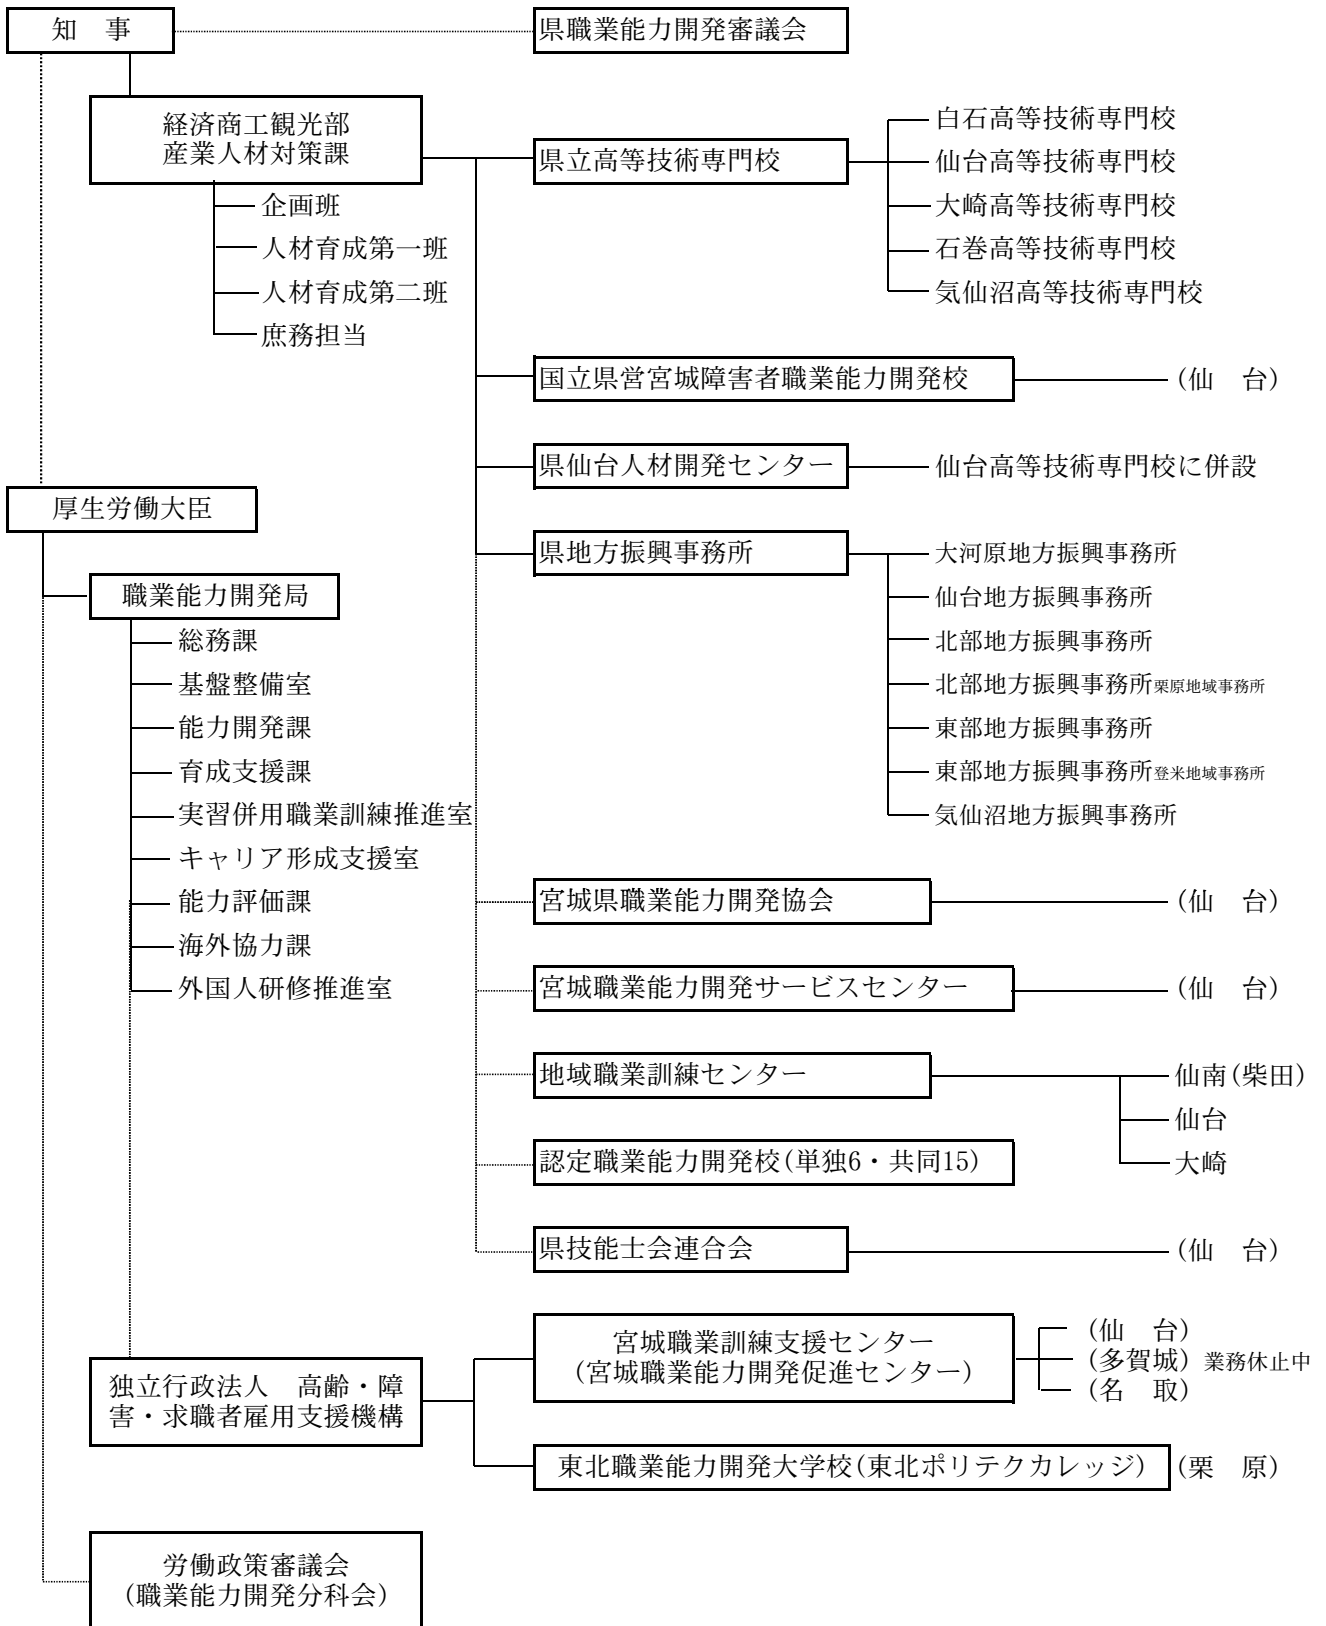 知　事
県職業能力開発審議会
経済商工観光部
産業人材対策課
企画班
人材育成第一班
人材育成第二班
庶務担当
県立高等技術専門校
白石高等技術専門校
仙台高等技術専門校
大崎高等技術専門校
石巻高等技術専門校
気仙沼高等技術専門校
国立県営宮城障害者職業能力開発校
(仙　台)
県仙台人材開発センター
仙台高等技術専門校に併設
県地方振興事務所
大河原地方振興事務所
仙台地方振興事務所
北部地方振興事務所
北部地方振興事務所栗原地域事務所
東部地方振興事務所
東部地方振興事務所登米地域事務所
気仙沼地方振興事務所
厚生労働大臣
職業能力開発局
総務課
基盤整備室
能力開発課
育成支援課
実習併用職業訓練推進室
キャリア形成支援室
能力評価課
海外協力課
外国人研修推進室
宮城県職業能力開発協会
(仙　台)
宮城職業能力開発サービスセンター
(仙　台)
地域職業訓練センター
仙南(柴田)
仙台
大崎
認定職業能力開発校(単独6・共同15)
県技能士会連合会
(仙　台)
独立行政法人　高齢・障
害・求職者雇用支援機構
宮城職業訓練支援センター
(宮城職業能力開発促進センター)
(仙　台)
(多賀城) 業務休止中
(名　取)
東北職業能力開発大学校(東北ポリテクカレッジ)
(栗　原)
労働政策審議会
(職業能力開発分科会)